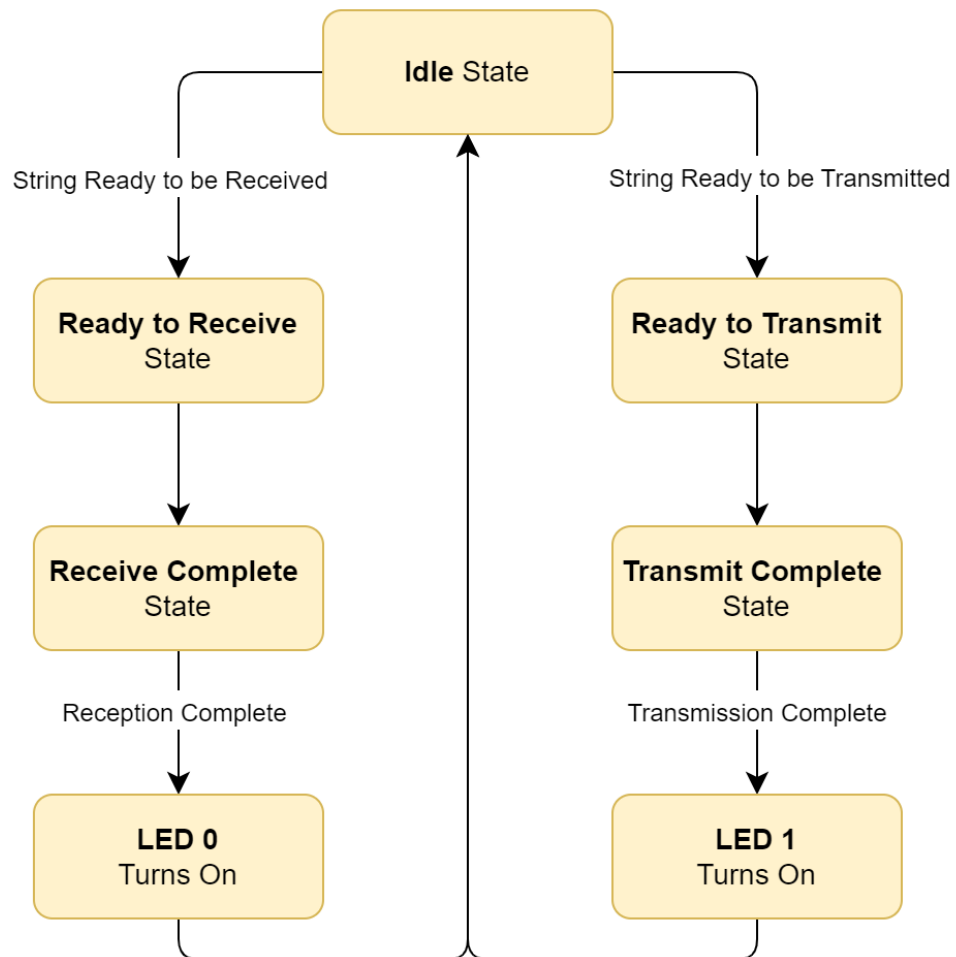 Idle State
String Ready to be Received
String Ready to be Transmitted
Ready to Receive
State
Ready to Transmit
State
Receive Complete
State
Transmit Complete
State
Reception Complete
Transmission Complete
LED 0
Turns On
LED 1
Turns On